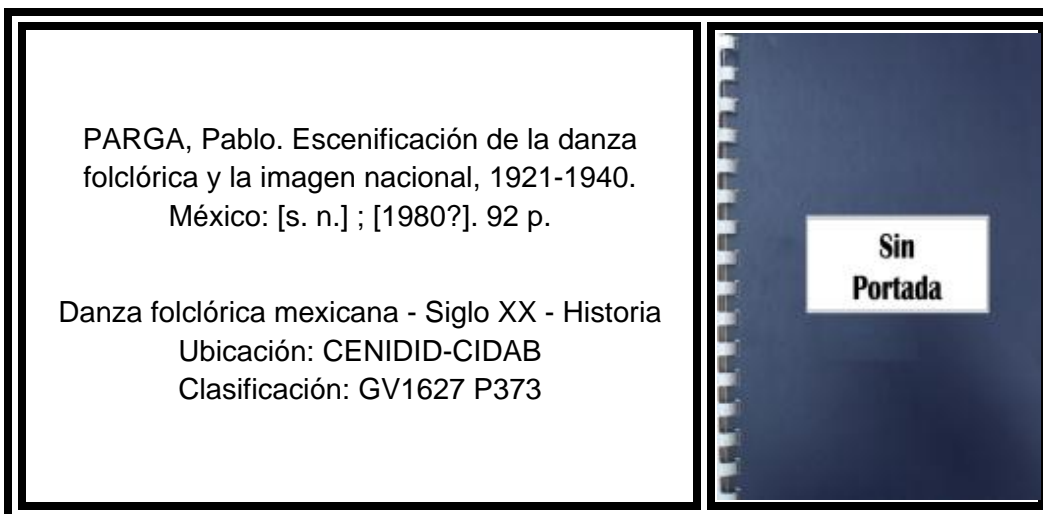 PARGA, Pablo. Escenificación de la danza
folclórica y la imagen nacional, 1921-1940.
México: [s. n.] ; [1980?]. 92 p.
Danza folclórica mexicana - Siglo XX - Historia
Ubicación: CENIDID-CIDAB
Clasificación: GV1627 P373
Sin
Portada